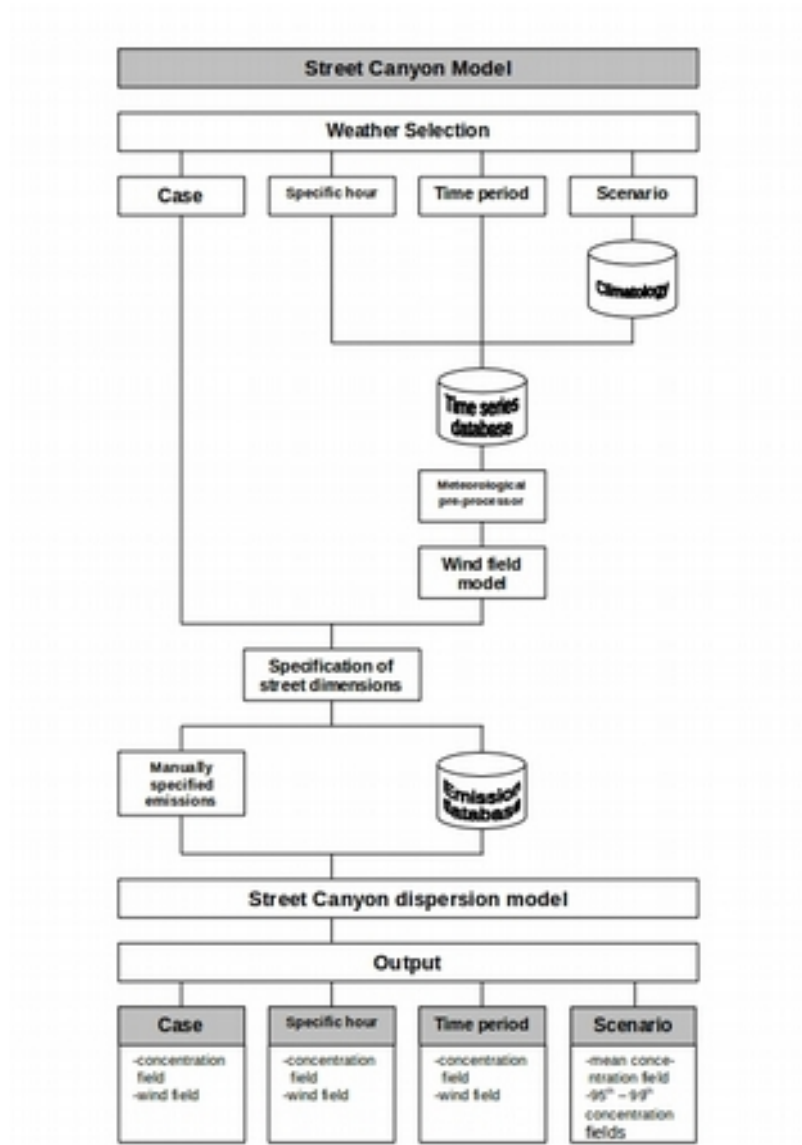 Street Canyon Model
Weather Selection
Case
Specific hour
Time period
Scenario
Climatology
Time series
database
Meteorological
pre-processor
Wind field
model
Specification of
street dimensions
Manually
specified
emissions
Emission
database
Street Canyon dispersion model
Output
Case
-concentration
field
-wind field
Specific hour
-concentration
field
-wind field
Time period
-concentration
field
-wind field
Scenario
-mean conce-
ntration field
-95th – 99th
concentration
fields